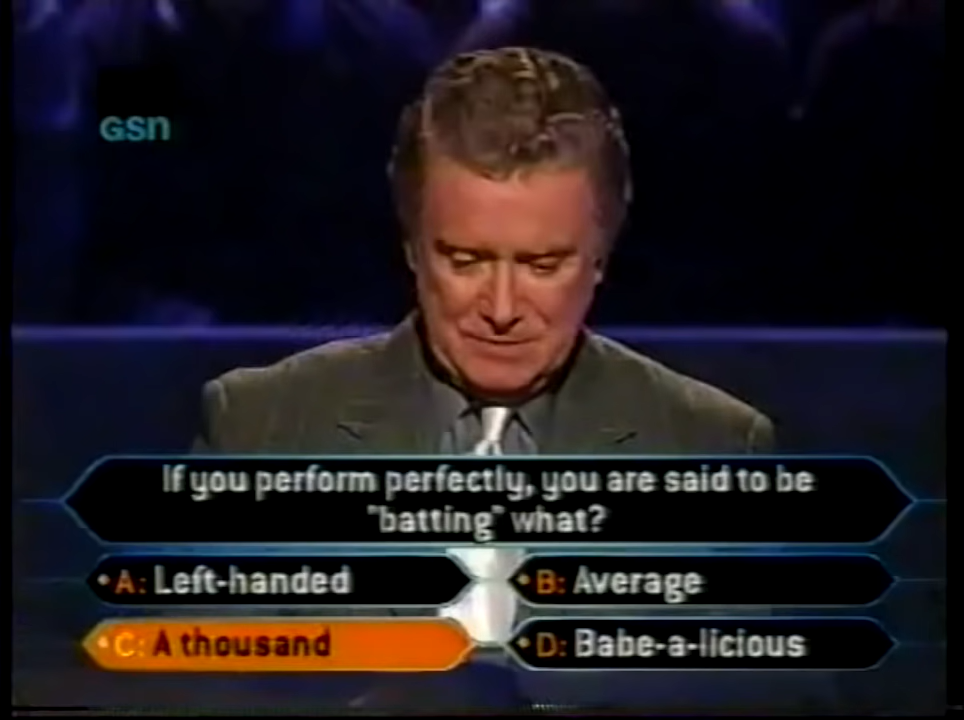 GSN
If you perform perfectly, you are said to be
"batting" what?
A: Left-handed
B: Average
C: A thousand
D: Babe-a-licious